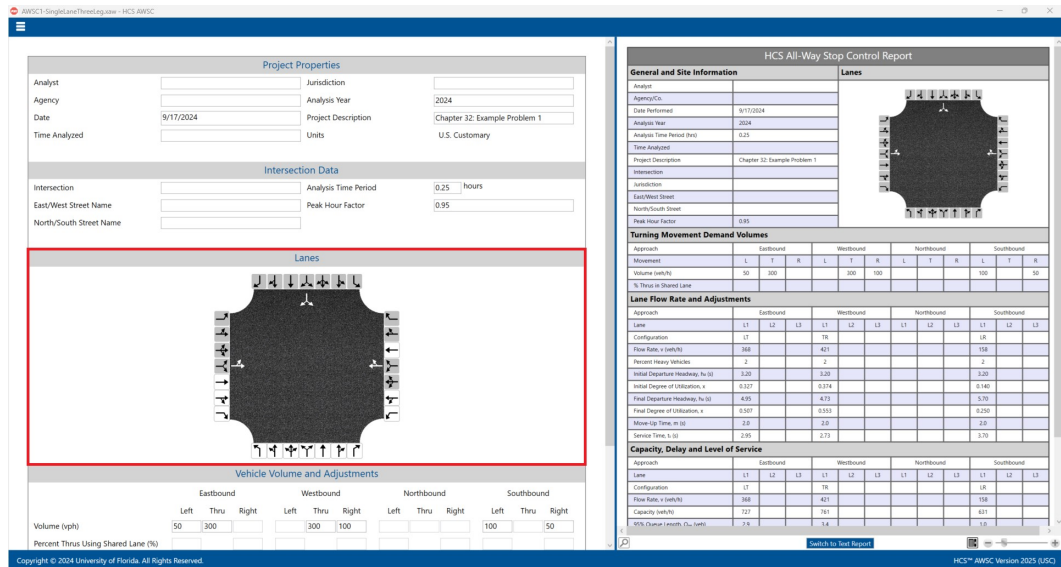 AWSC1-SingleLaneThreeLeg.xaw - HCS AWSC
Project Properties
Analyst Jurisdiction
Agency Analysis Year 2024
Date 9/17/2024 Project Description Chapter 32: Example Problem 1
Time Analyzed Units U.S. Customary
Intersection Data
Intersection Analysis Time Period 0.25 hours
East/West Street Name Peak Hour Factor 0.95
North/South Street Name
Lanes
Vehicle Volume and Adjustments
Eastbound Westbound Northbound Southbound
Left Thru Right Left Thru Right Left Thru Right Left Thru Right
Volume (vph) 50 300 300 100 100 50
Percent Thrus Using Shared Lane (%)
HCS All-Way Stop Control Report
General and Site Information Lanes
Analyst
Agency/Co.
Date Performed 9/17/2024
Analysis Year 2024
Analysis Time Period (hrs) 0.25
Time Analyzed
Project Description Chapter 32: Example Problem 1
Intersection
Jurisdiction
East/West Street
North/South Street
Peak Hour Factor 0.95
Turning Movement Demand Volumes
Approach Eastbound Westbound Northbound Southbound
Movement L T R L T R L T R L T R
Volume (veh/h) 50 300 300 100 100 50
% Thrus in Shared Lane
Lane Flow Rate and Adjustments
Approach Eastbound Westbound Northbound Southbound
Lane L1 L2 L3 L1 L2 L3 L1 L2 L3 L1 L2 L3
Configuration LT TR LR
Flow Rate, v (veh/h) 368 421 158
Percent Heavy Vehicles 2 2 2
Initial Departure Headway, hd (s) 3.20 3.20 3.20
Initial Degree of Utilization, x 0.327 0.374 0.140
Final Departure Headway, hd (s) 4.95 4.73 5.70
Final Degree of Utilization, x 0.507 0.553 0.250
Move-Up Time, m (s) 2.0 2.0 2.0
Service Time, ts (s) 2.95 2.73 3.70
Capacity, Delay and Level of Service
Approach Eastbound Westbound Northbound Southbound
Lane L1 L2 L3 L1 L2 L3 L1 L2 L3 L1 L2 L3
Configuration LT TR LR
Flow Rate, v (veh/h) 368 421 158
Capacity (veh/h) 727 761 631
95% Queue Length, Q₉₅ (veh) 2.9 3.4 1.0
Switch to Text Report
Copyright © 2024 University of Florida. All Rights Reserved. HCS™ AWSC Version 2025 (USC)